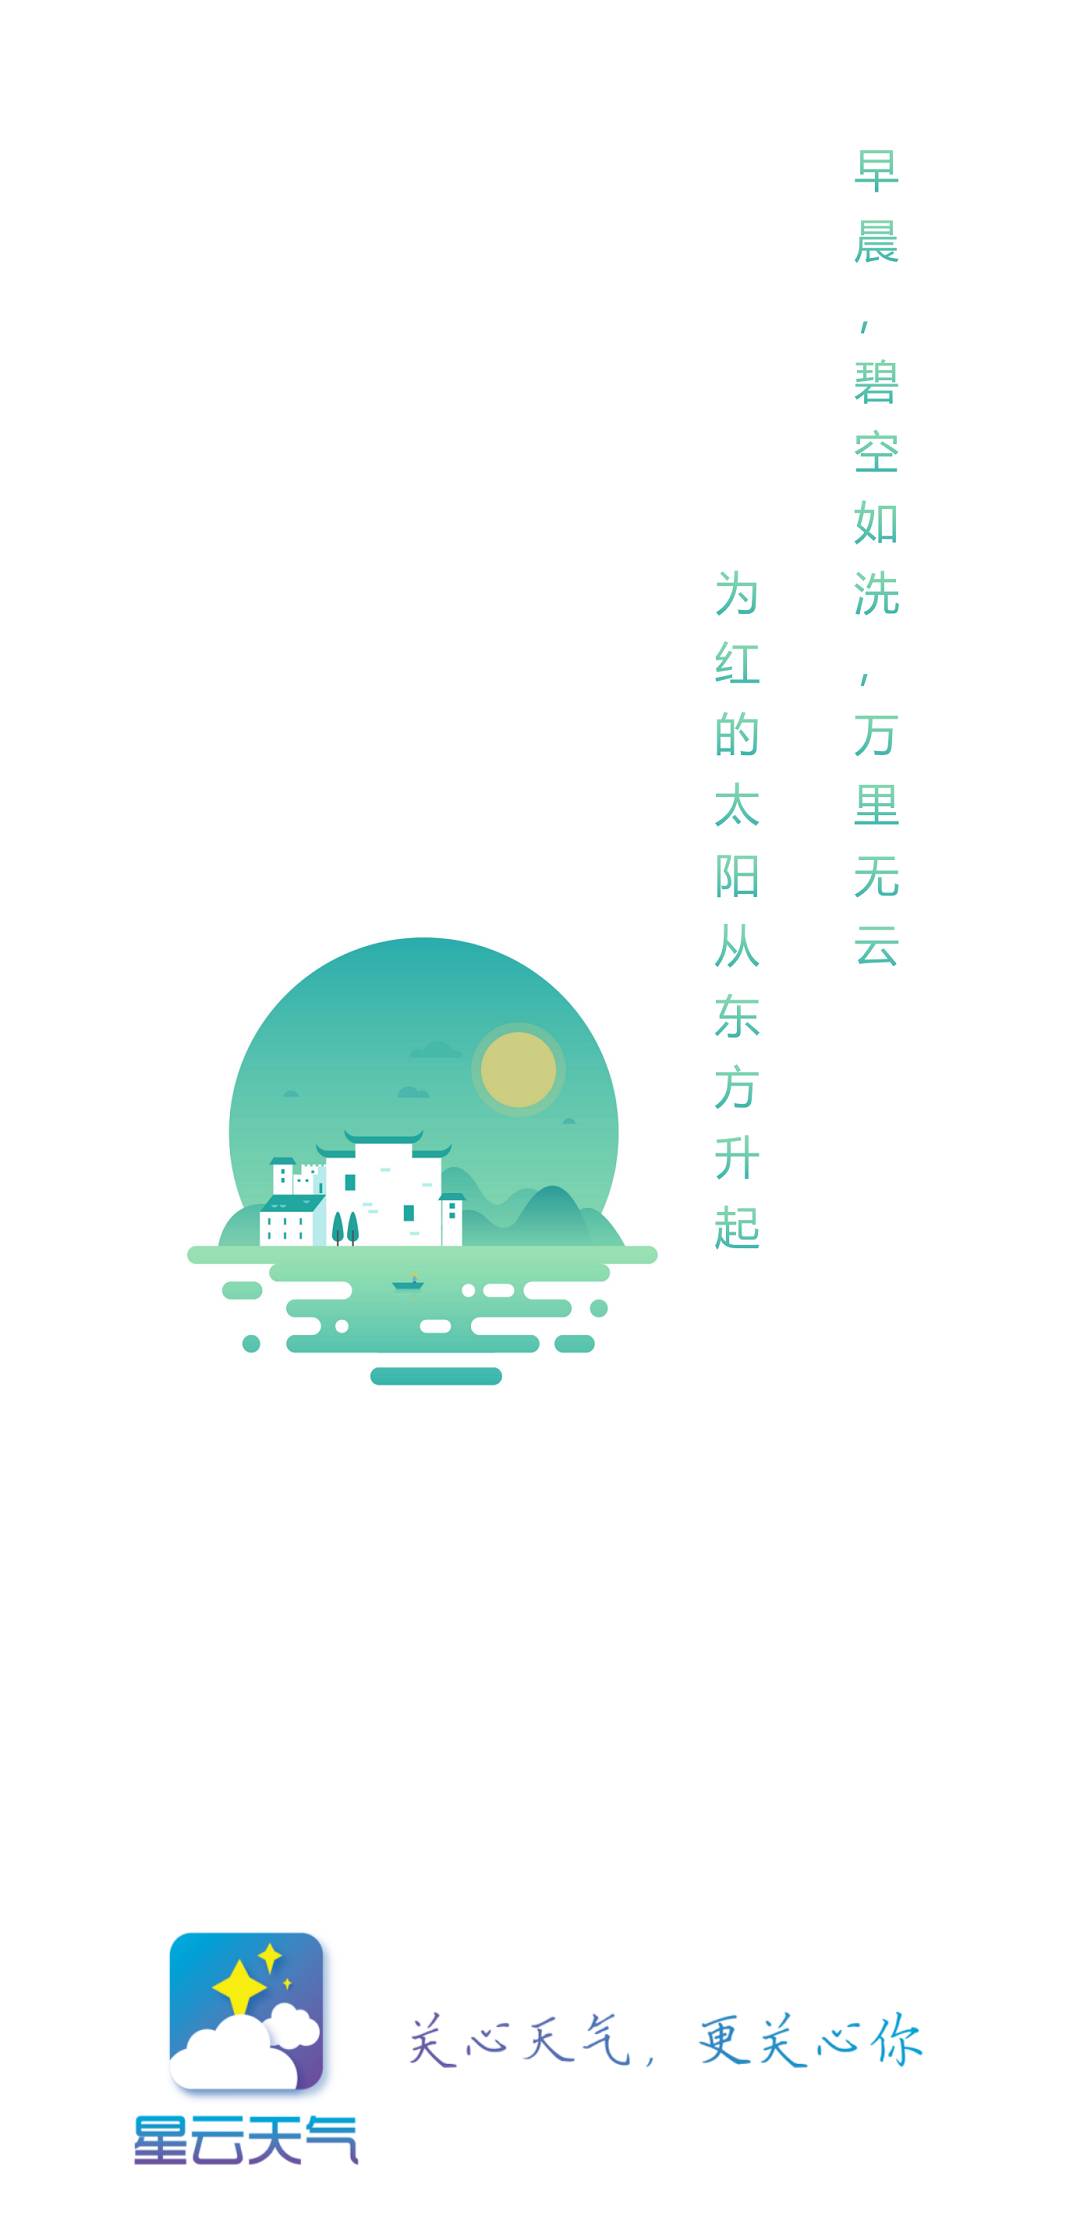 早晨,碧空如洗,万里无云
为红的太阳从东方升起
关心天气,更关心你
星云天气